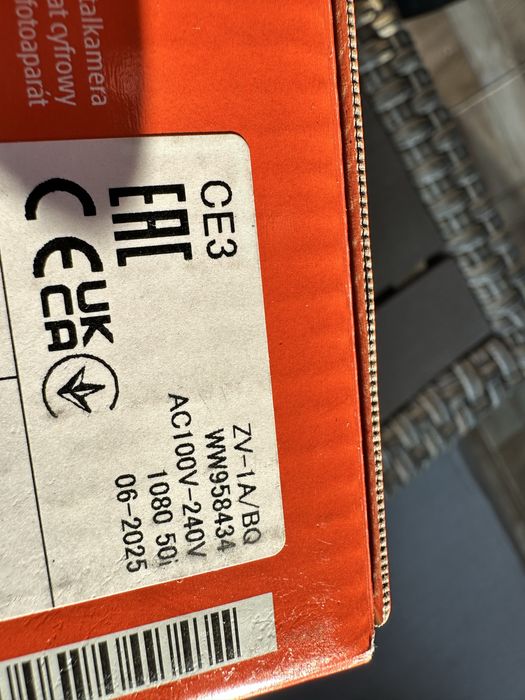 talkamera
at cyfrowy
fotoaparát
CE3
EAC
CE
UK
CA
ZV-1A/BQ
WW958434
AC100V-240V
1080 50i
06-2025